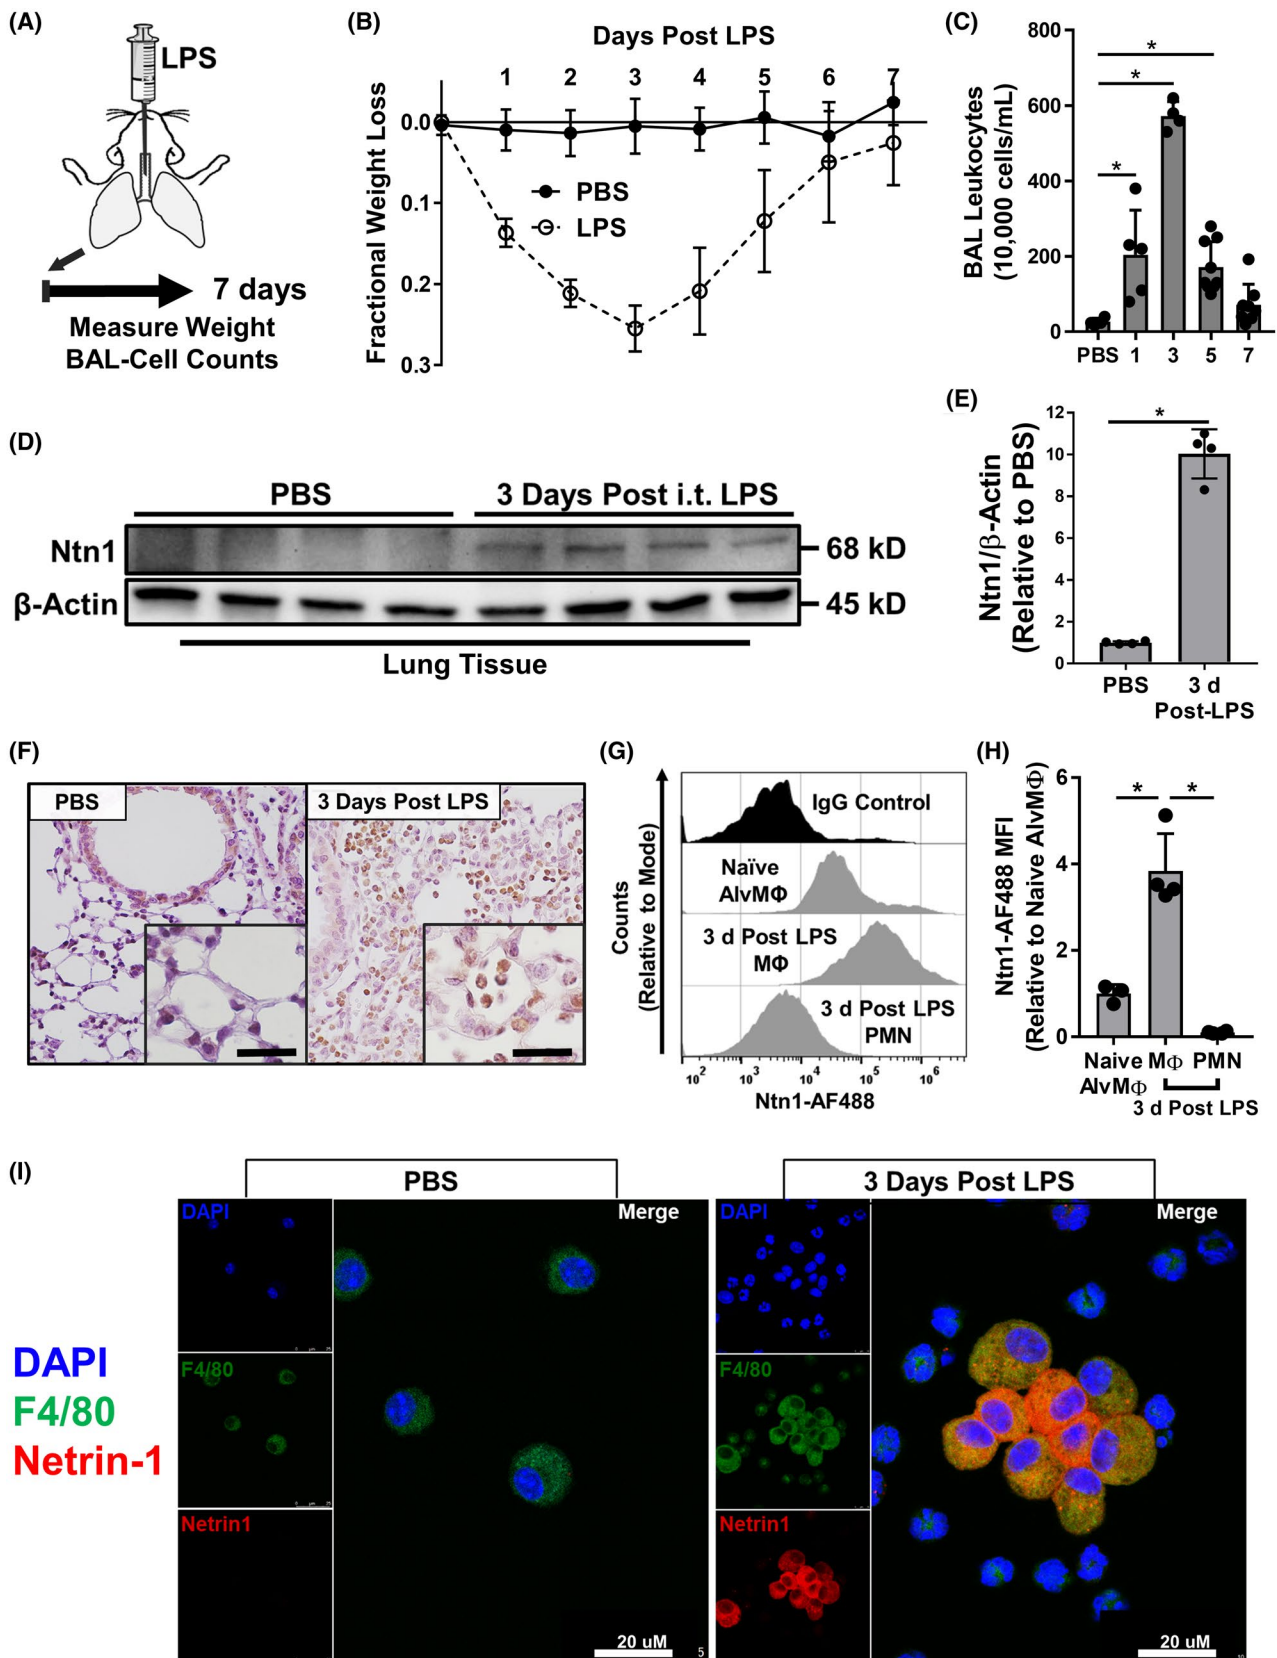 (A)
LPS
7 days
Measure Weight
BAL-Cell Counts
(B)
Days Post LPS
1 2 3 4 5 6 7
Fractional Weight Loss
0.0
0.1
0.2
0.3
PBS
LPS
(C)
BAL Leukocytes
(10,000 cells/mL)
800
600
400
200
0
* * *
PBS 1 3 5 7
(D)
PBS 3 Days Post i.t. LPS
Ntn1 68 kD
β-Actin 45 kD
Lung Tissue
(E)
Ntn1/β-Actin
(Relative to PBS)
12
10
8
6
4
2
0
*
PBS 3 d
Post-LPS
(F)
PBS
3 Days Post LPS
(G)
Counts
(Relative to Mode)
IgG Control
Naïve
AlvMΦ
3 d Post LPS
MΦ
3 d Post LPS
PMN
10² 10³ 10⁴ 10⁵ 10⁶
Ntn1-AF488
(H)
Ntn1-AF488 MFI
(Relative to Naive AlvMΦ)
6
4
2
0
* *
Naive MΦ PMN
AlvMΦ
3 d Post LPS
(I)
PBS
3 Days Post LPS
DAPI
F4/80
Netrin-1
DAPI
F4/80
Netrin1
Merge
20 uM
5
DAPI
F4/80
Netrin1
Merge
20 uM